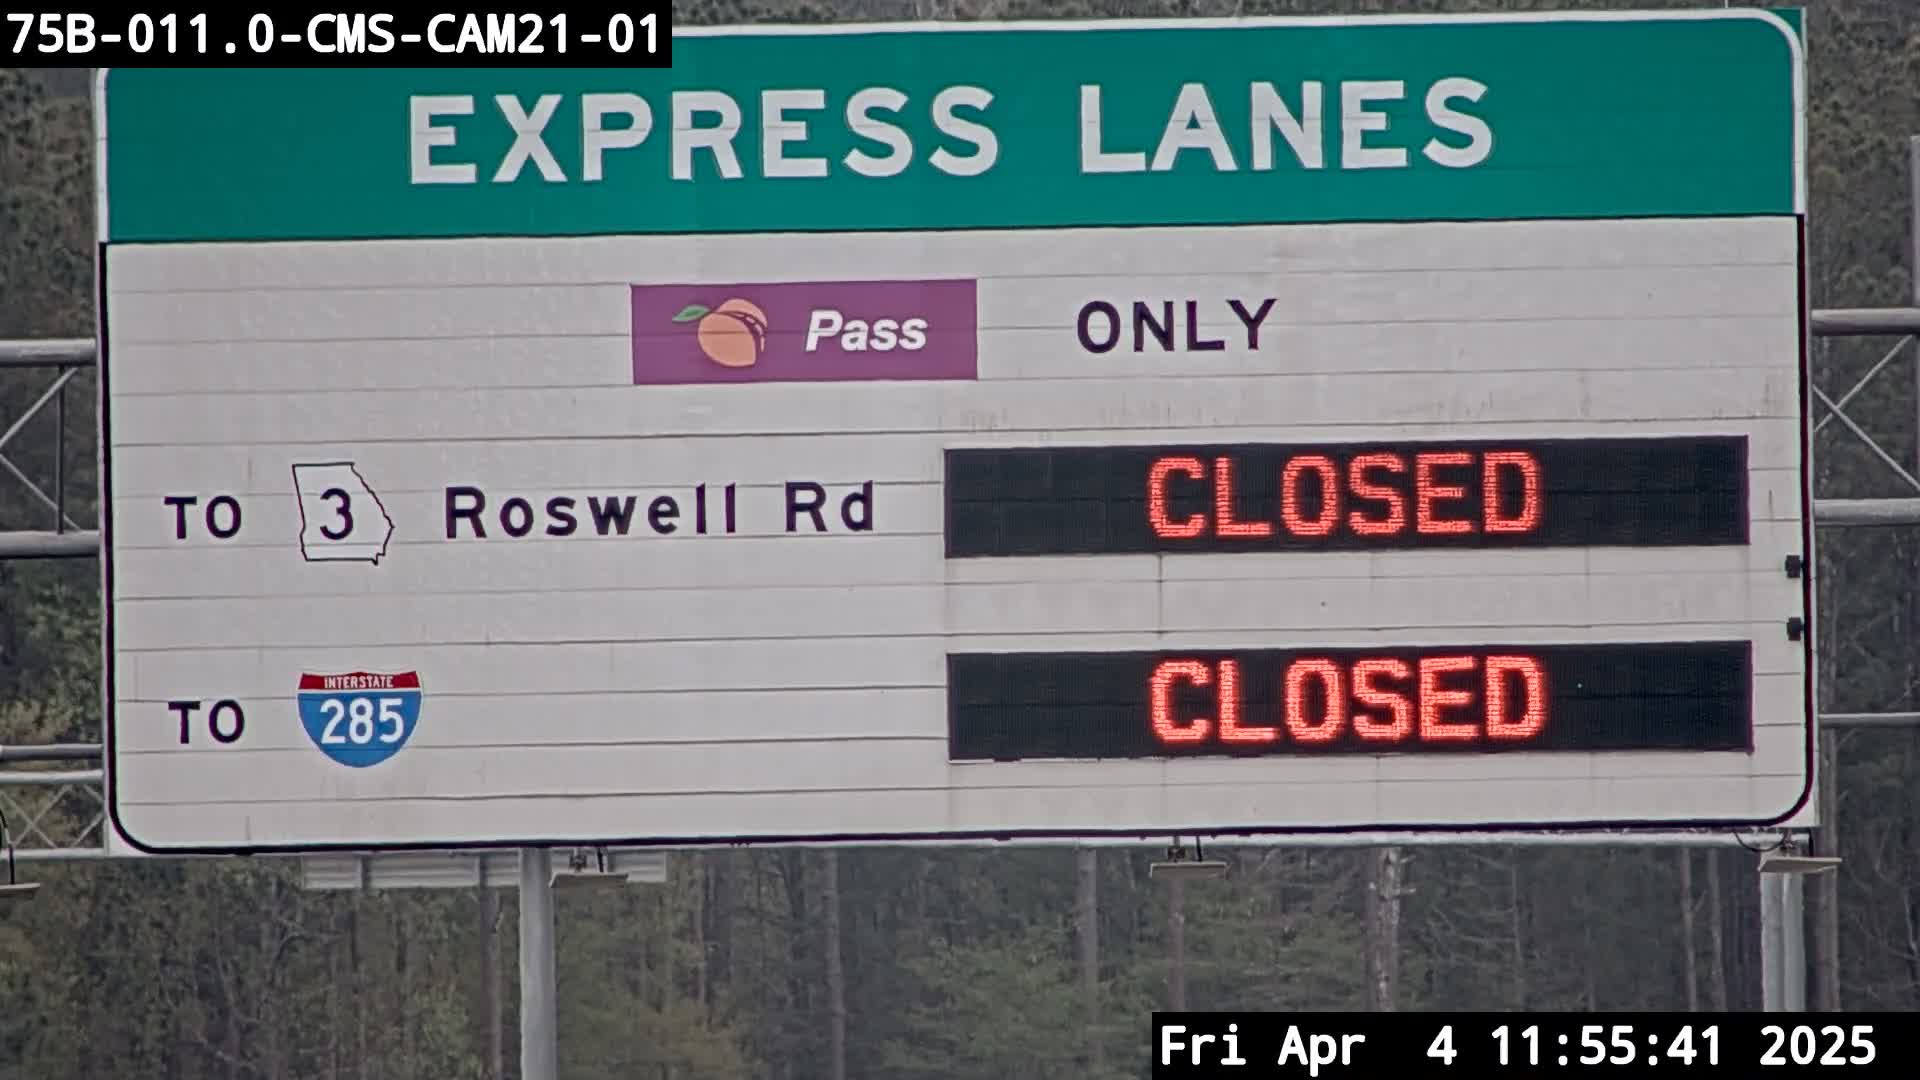 75B-011.0-CMS-CAM21-01
EXPRESS LANES
Pass ONLY
TO 3 Roswell Rd CLOSED
TO INTERSTATE 285 CLOSED
Fri Apr 4 11:55:41 2025